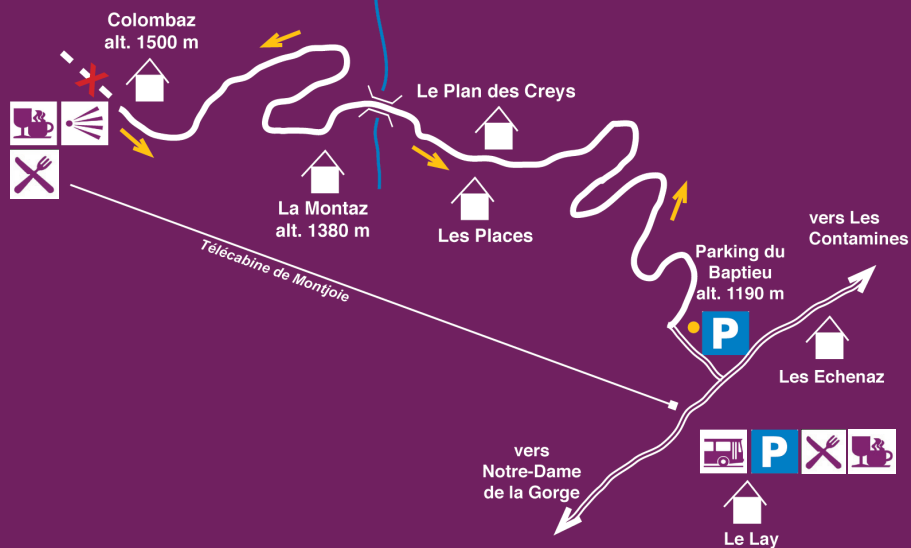 Colombaz
alt. 1500 m
Le Plan des Creys
La Montaz
alt. 1380 m
Les Places
vers Les
Contamines
Télécabine de Montjoie
Parking du
Baptieu
alt. 1190 m
P
Les Echenaz
vers
Notre-Dame
de la Gorge
P
Le Lay